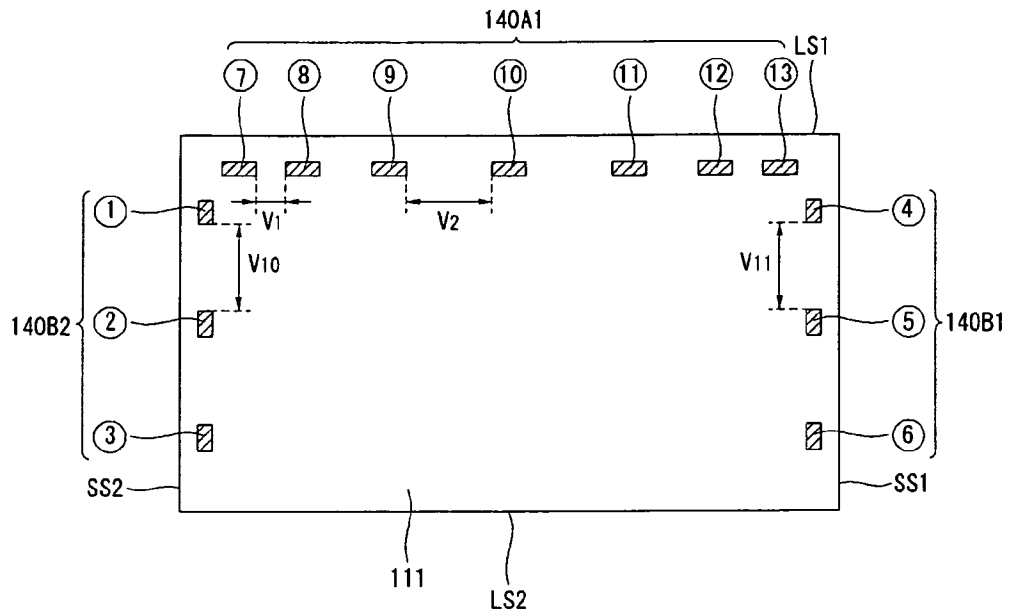 140A1
LS1
⑦ ⑧ ⑨ ⑩ ⑪ ⑫ ⑬
① V1 V2 ④
V10 V11
140B2 ② ⑤ 140B1
③ ⑥
SS2 SS1
111 LS2